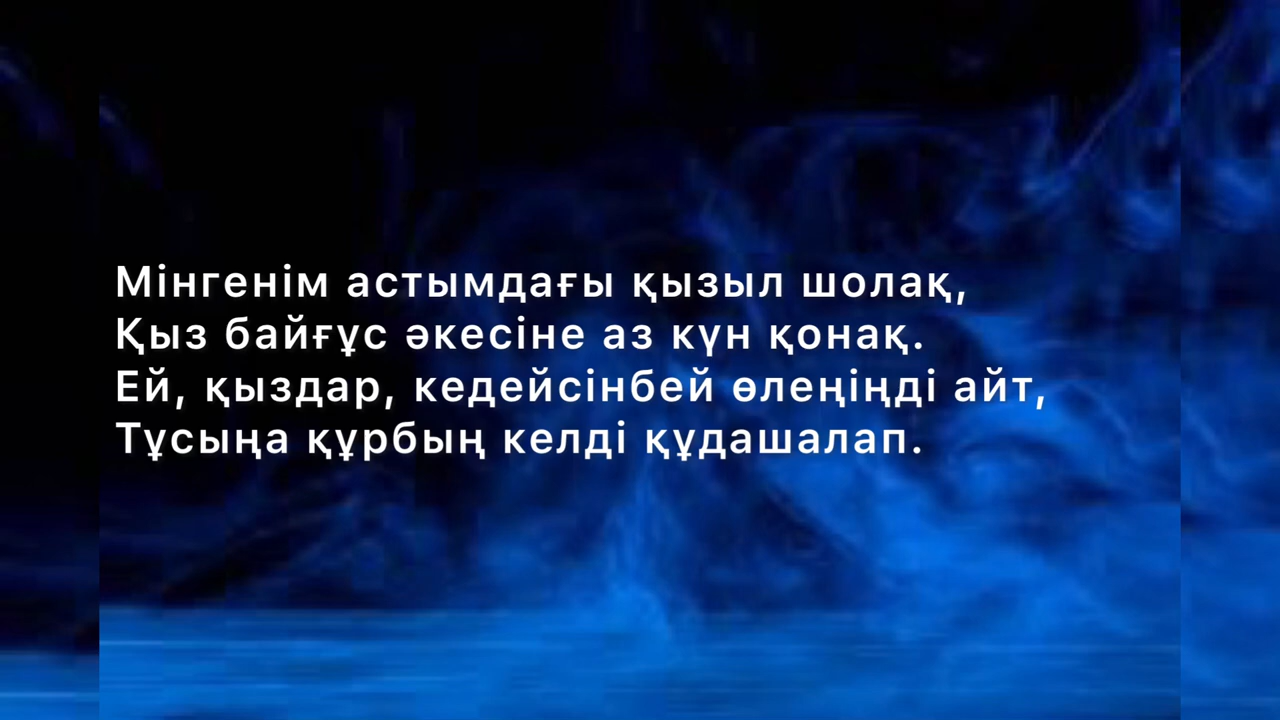 Мінгенім астымдағы қызыл шолақ,
Қыз байғұс әкесіне аз күн қонақ.
Ей, қыздар, кедейсінбей өлеңіңді айт,
Тұсыңа құрбың келді құдашалап.